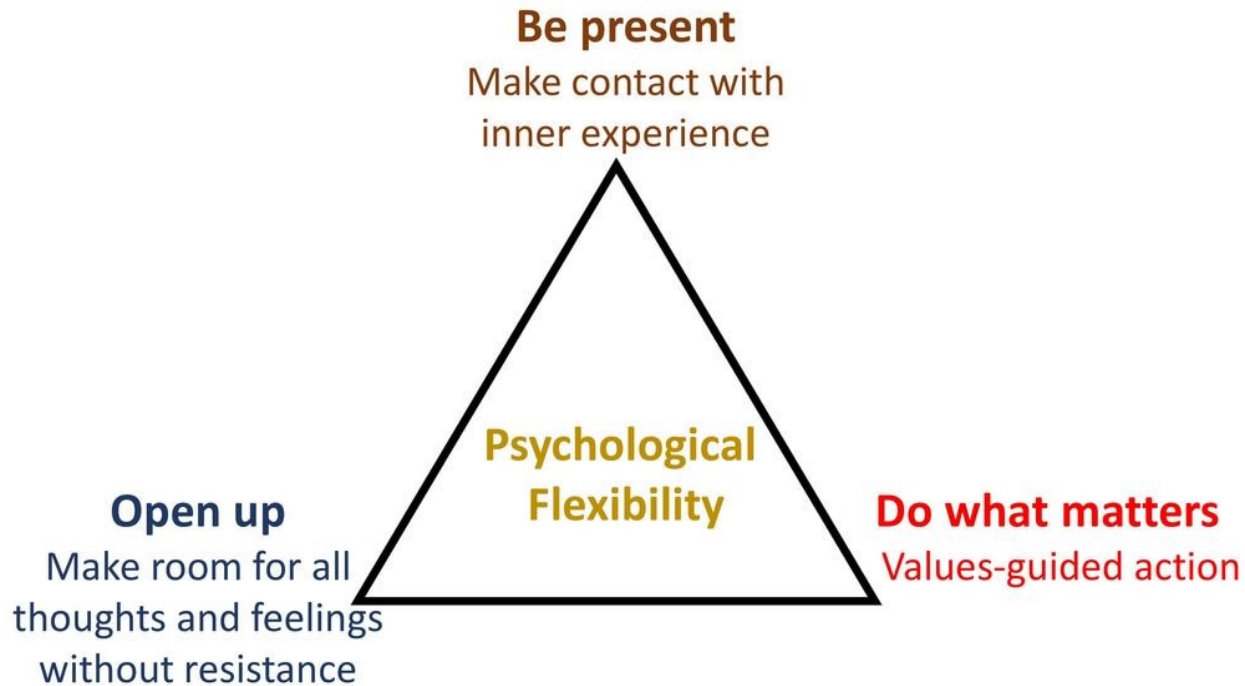 Be present
Make contact with
inner experience
Psychological
Flexibility
Open up
Make room for all
thoughts and feelings
without resistance
Do what matters
Values-guided action